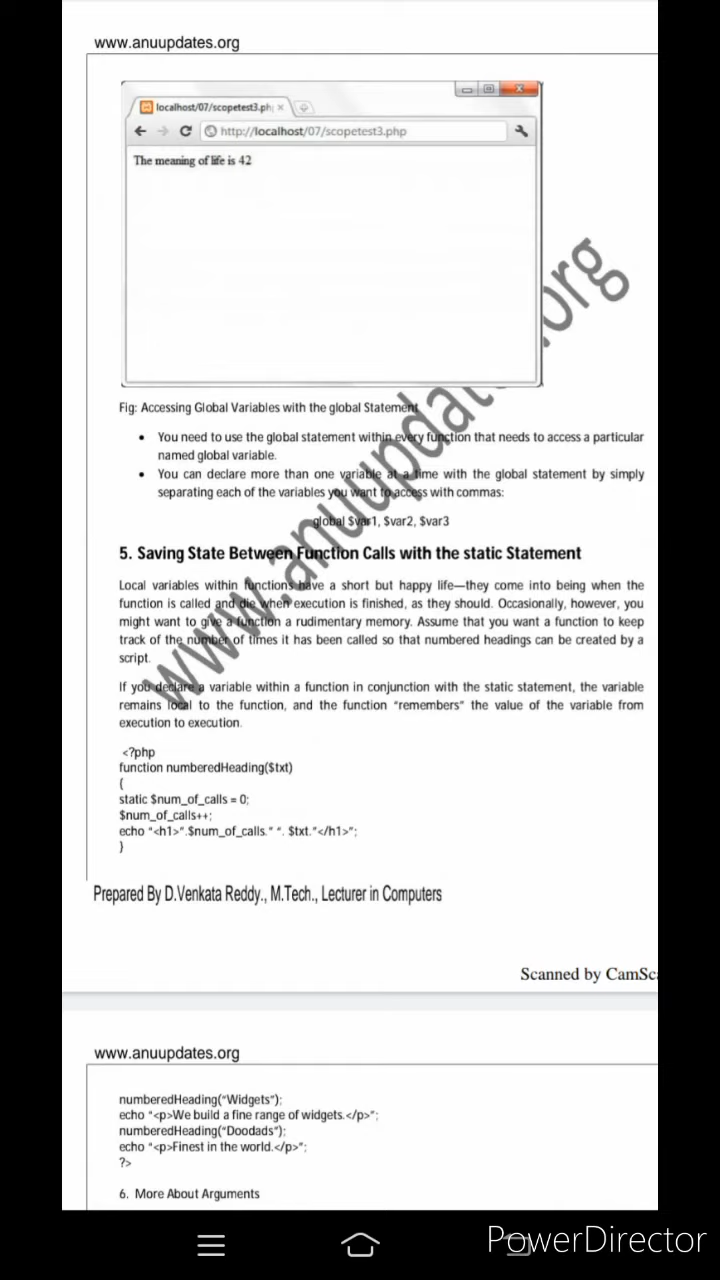 www.anuupdates.org
localhost/07/scopetest3.ph
http://localhost/07/scopetest3.php
The meaning of life is 42
Fig: Accessing Global Variables with the global Statement
• You need to use the global statement within every function that needs to access a particular
named global variable.
• You can declare more than one variable at a time with the global statement by simply
separating each of the variables you want to access with commas:
global $var1, $var2, $var3
5. Saving State Between Function Calls with the static Statement
Local variables within functions have a short but happy life—they come into being when the
function is called and die when execution is finished, as they should. Occasionally, however, you
might want to give a function a rudimentary memory. Assume that you want a function to keep
track of the number of times it has been called so that numbered headings can be created by a
script.
If you declare a variable within a function in conjunction with the static statement, the variable
remains local to the function, and the function "remembers" the value of the variable from
execution to execution.
<?php
function numberedHeading($txt)
{
static $num_of_calls = 0;
$num_of_calls++;
echo "<h1>".$num_of_calls." ". $txt."</h1>";
}
www.anuupdates.org
Prepared By D.Venkata Reddy., M.Tech., Lecturer in Computers
Scanned by CamSc
www.anuupdates.org
numberedHeading("Widgets");
echo "<p>We build a fine range of widgets.</p>";
numberedHeading("Doodads");
echo "<p>Finest in the world.</p>";
?>
6. More About Arguments
PowerDirector